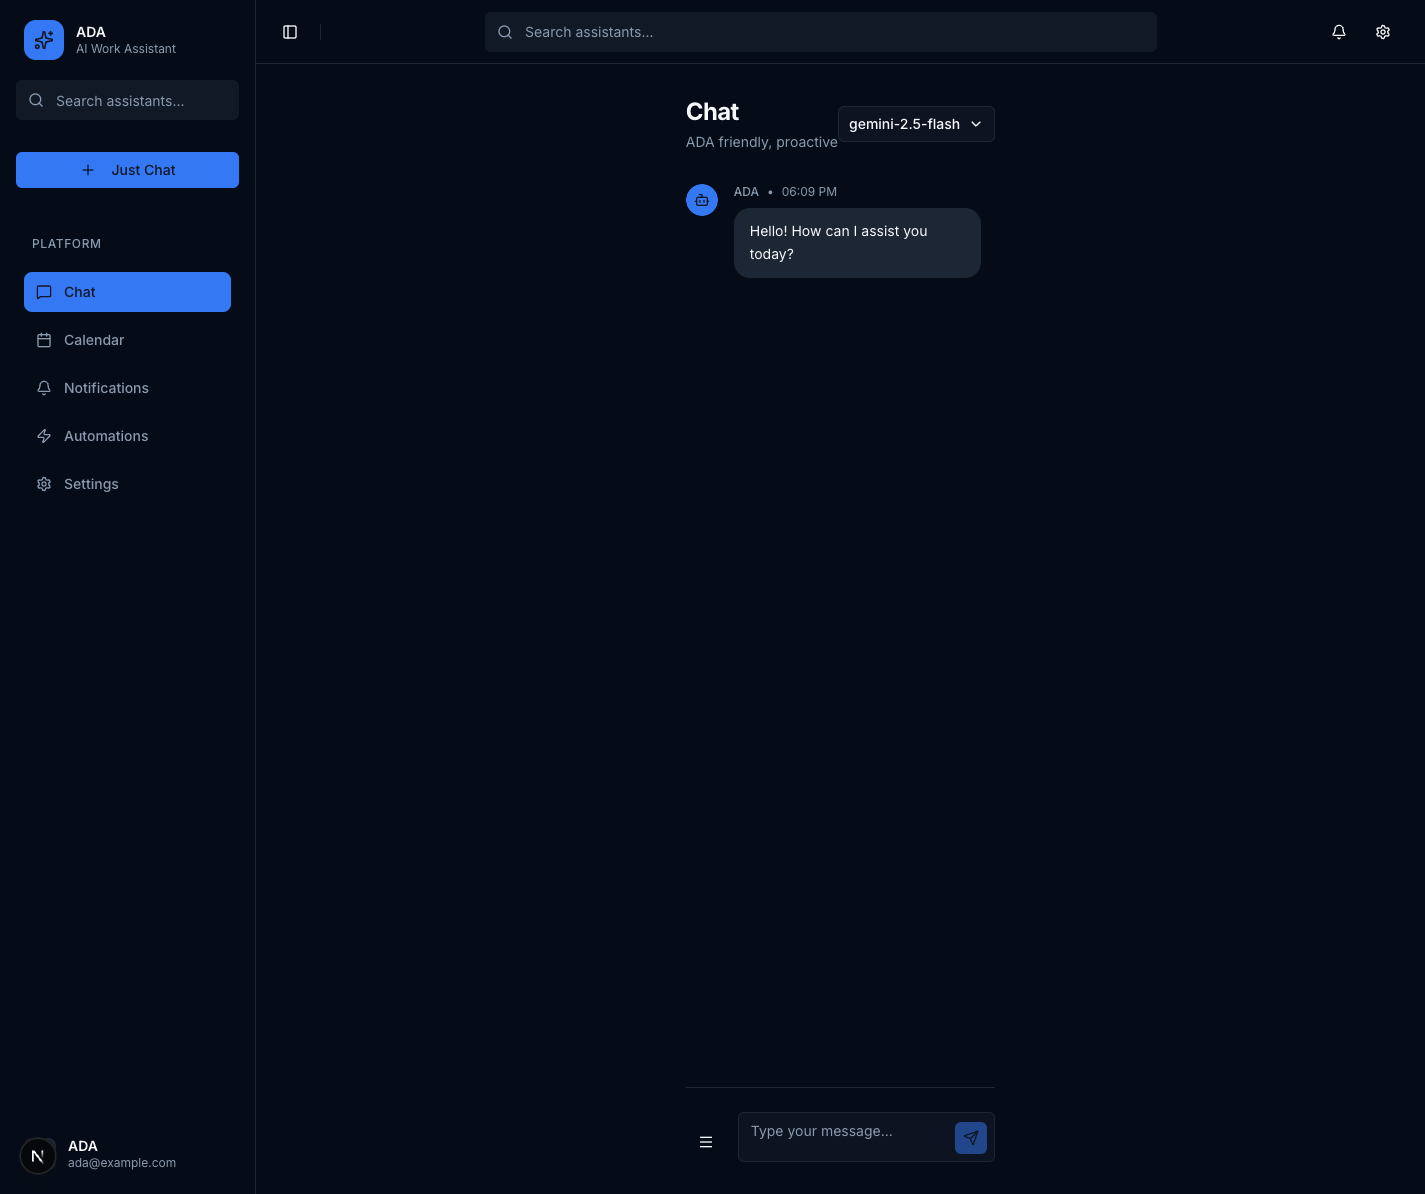 ADA
AI Work Assistant
Search assistants...
Just Chat
PLATFORM
Chat
Calendar
Notifications
Automations
Settings
N
ADA
ada@example.com
Search assistants...
Chat
ADA friendly, proactive
gemini-2.5-flash
ADA • 06:09 PM
Hello! How can I assist you
today?
Type your message...